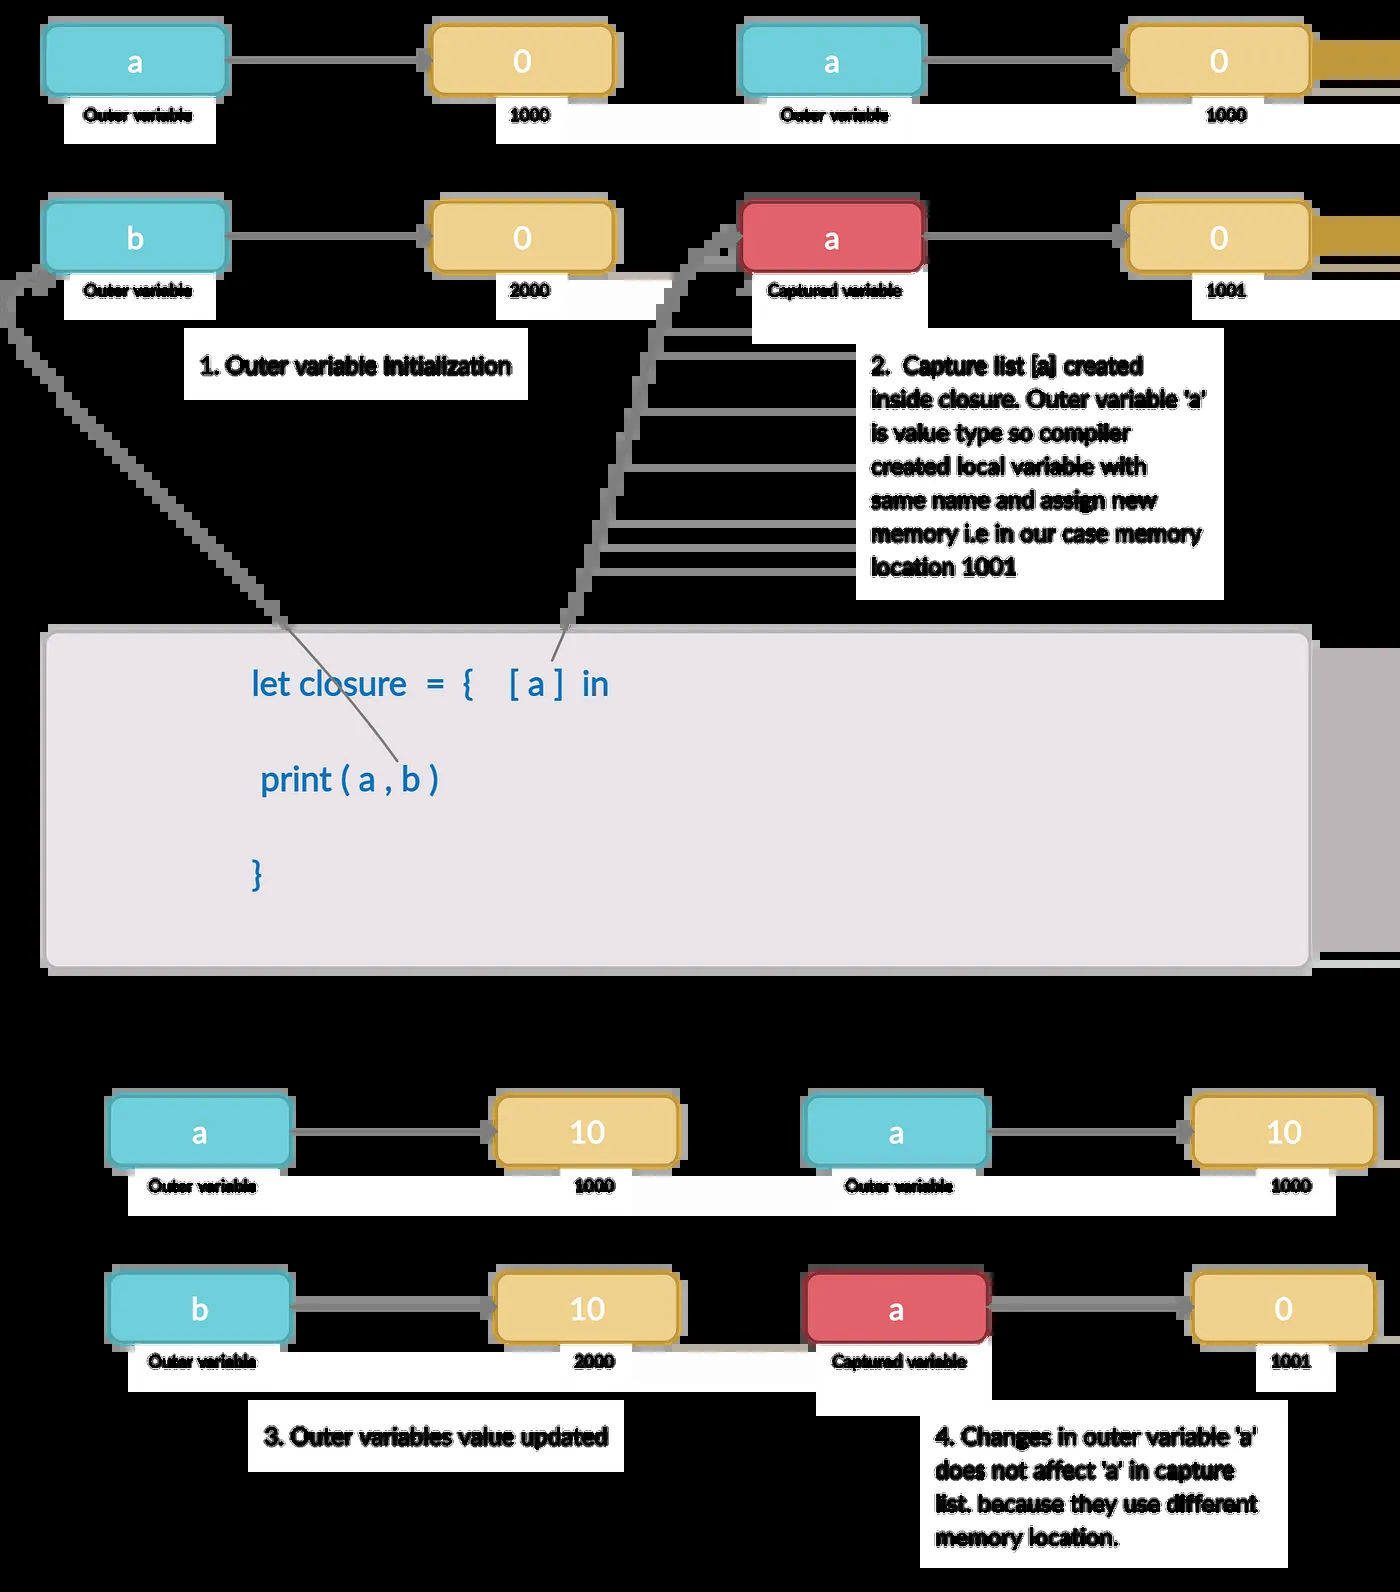 a
0
a
0
Outer variable
1000
Outer variable
1000
b
0
a
0
Outer variable
2000
Captured variable
1001
1. Outer variable Initialization
2. Capture list [a] created
inside closure. Outer variable 'a'
is value type so compiler
created local variable with
same name and assign new
memory i.e in our case memory
location 1001
let closure = { [ a ] in
print ( a , b )
}
a
10
a
10
Outer variable
1000
Outer variable
1000
b
10
a
0
Outer variable
2000
Captured variable
1001
3. Outer variables value updated
4. Changes in outer variable 'a'
does not affect 'a' in capture
list. because they use different
memory location.